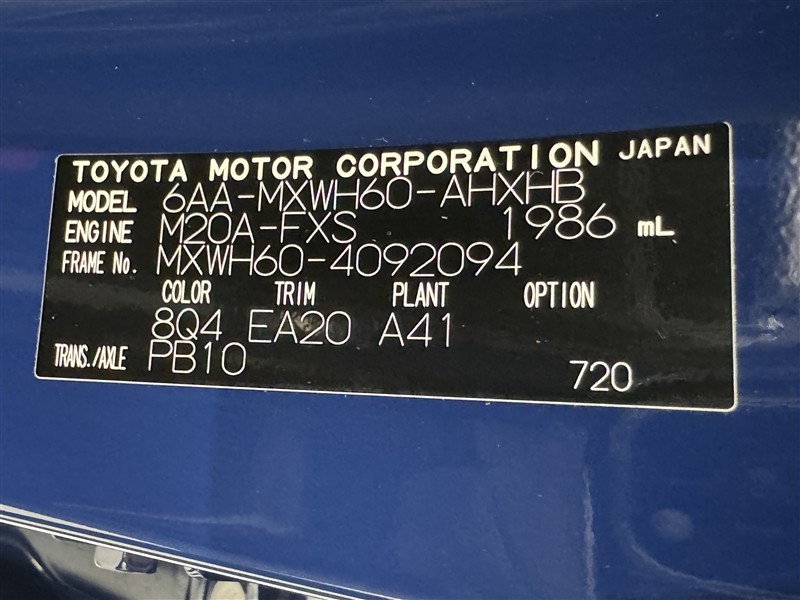 TOYOTA MOTOR CORPORATION JAPAN
MODEL 6AA-MXWH60-AHXHB
ENGINE M20A-FXS 1986 mL
FRAME No. MXWH60-4092094
COLOR TRIM PLANT OPTION
8Q4 EA20 A41
TRANS./AXLE PB10
720